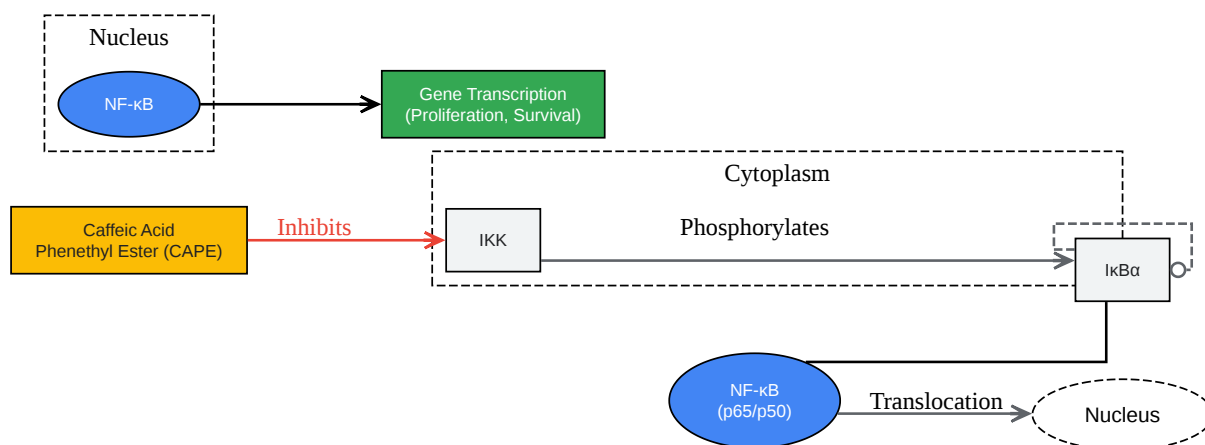 Nucleus
NF-κB
Gene Transcription
(Proliferation, Survival)
Cytoplasm
Caffeic Acid
Phenethyl Ester (CAPE)
Inhibits
IKK
Phosphorylates
IκBα
NF-κB
(p65/p50)
Translocation
Nucleus